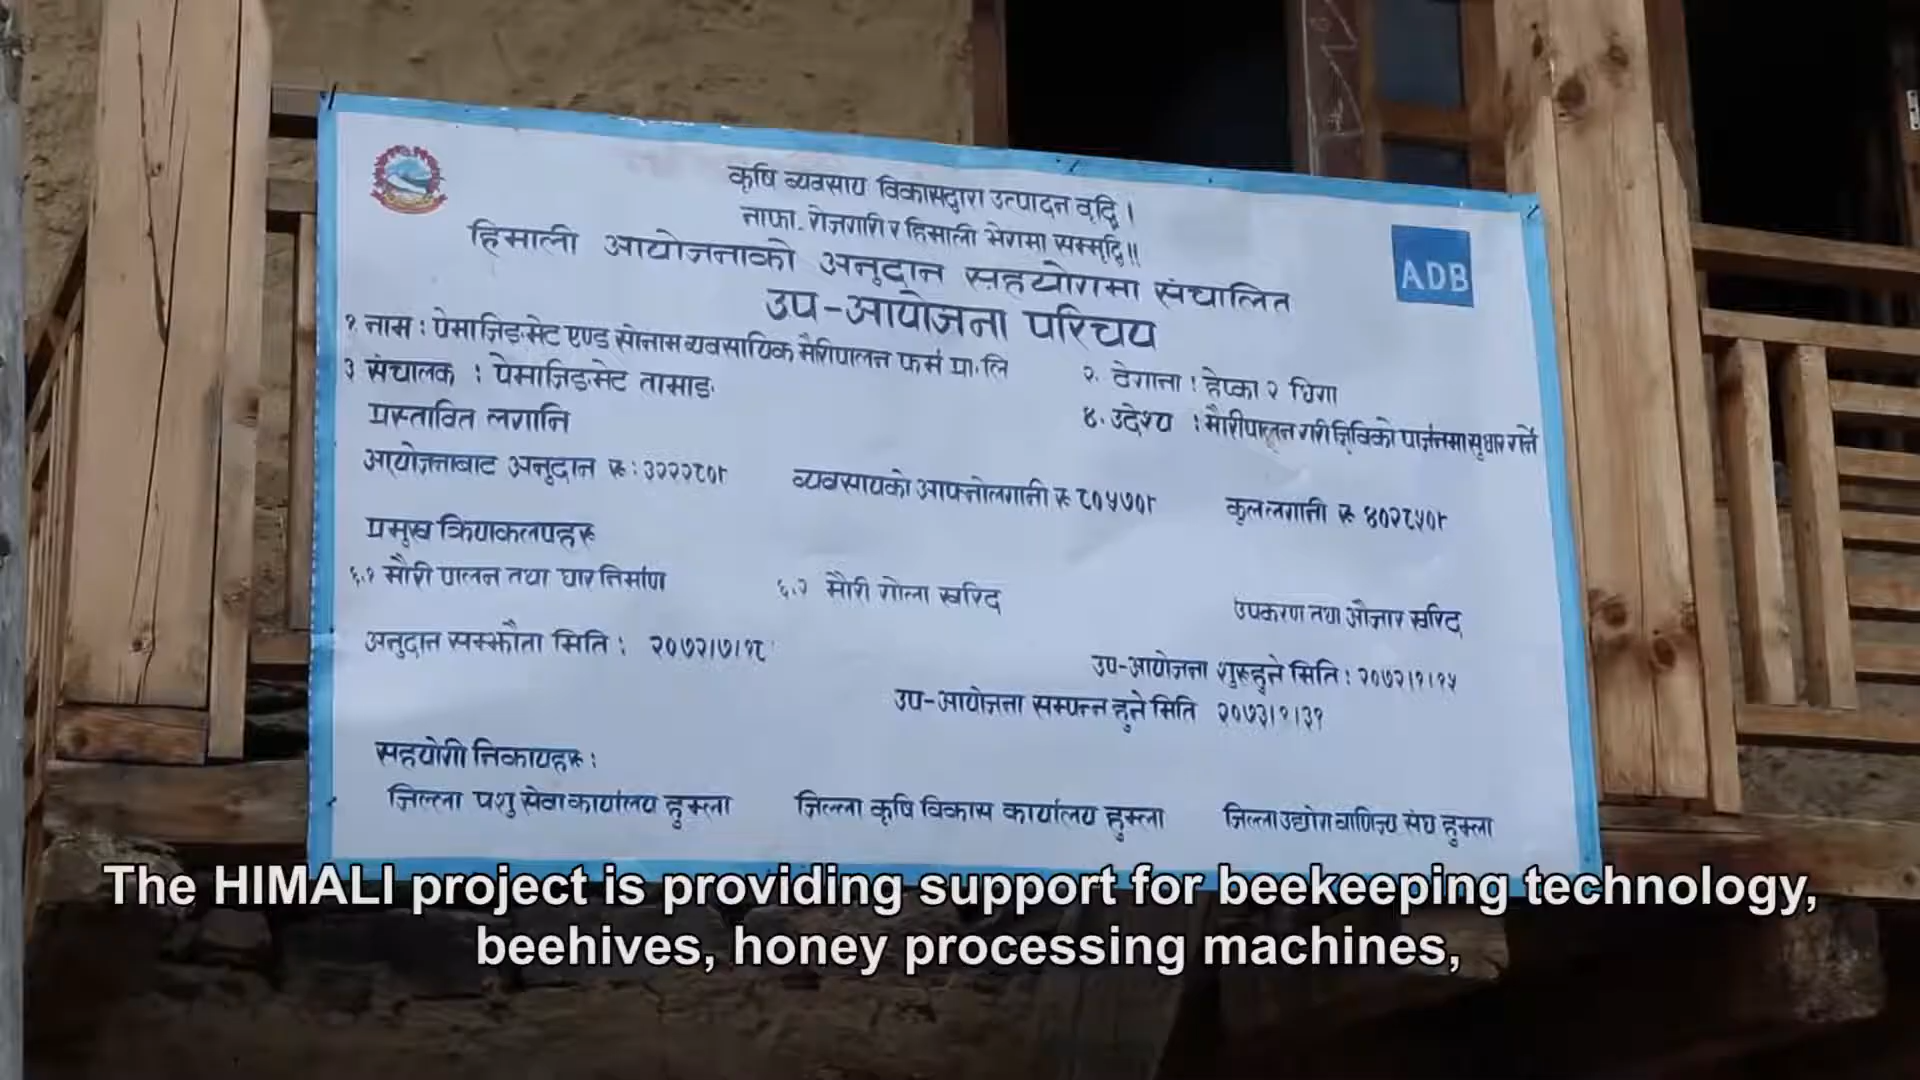 कृषि व्यवसाय विकासद्वारा उत्पादन वृद्धि ।
नाफा, रोजगारी र हिमाली भेगमा सम्मृद्धि ॥
ADB
हिमाली आयोजनाको अनुदान सहयोगमा संचालित
उप-आयोजना परिचय
१ नाम : पेमाजिङमेट एण्ड सोनाम व्यवसायिक मौरीपालन फर्म प्रा.लि
२. ठेगाना : हेप्का २ धिगा
३ संचालक : पेमाजिङमेट तामाङ
४. उदेश्य : मौरीपालन गरी जिविको पार्जनमा सुधार गर्ने
प्रस्तावित लगानि
आयोजनाबाट अनुदान रू : ३२२२८०।
व्यवसायको आफ्नो लगानी रू ८०५७०।
कुल लगानी रू ४०२८५०।
प्रमुख क्रियाकलापहरू
६.१ मौरी पालन तथा घार निर्माण
६.२ मौरी गोला खरिद
उपकरण तथा औजार खरिद
अनुदान सम्झौता मिति : २०७२।७।१८
उप-आयोजना शुरूहुने मिति : २०७२।१।१५
उप-आयोजना सम्पन्न हुने मिति २०७३।१।३१
सहयोगी निकायहरू :
जिल्ला पशु सेवा कार्यालय हुम्ला
जिल्ला कृषि विकास कार्यालय हुम्ला
जिल्ला उद्योग वाणिज्य संघ हुम्ला
The HIMALI project is providing support for beekeeping technology,
beehives, honey processing machines,